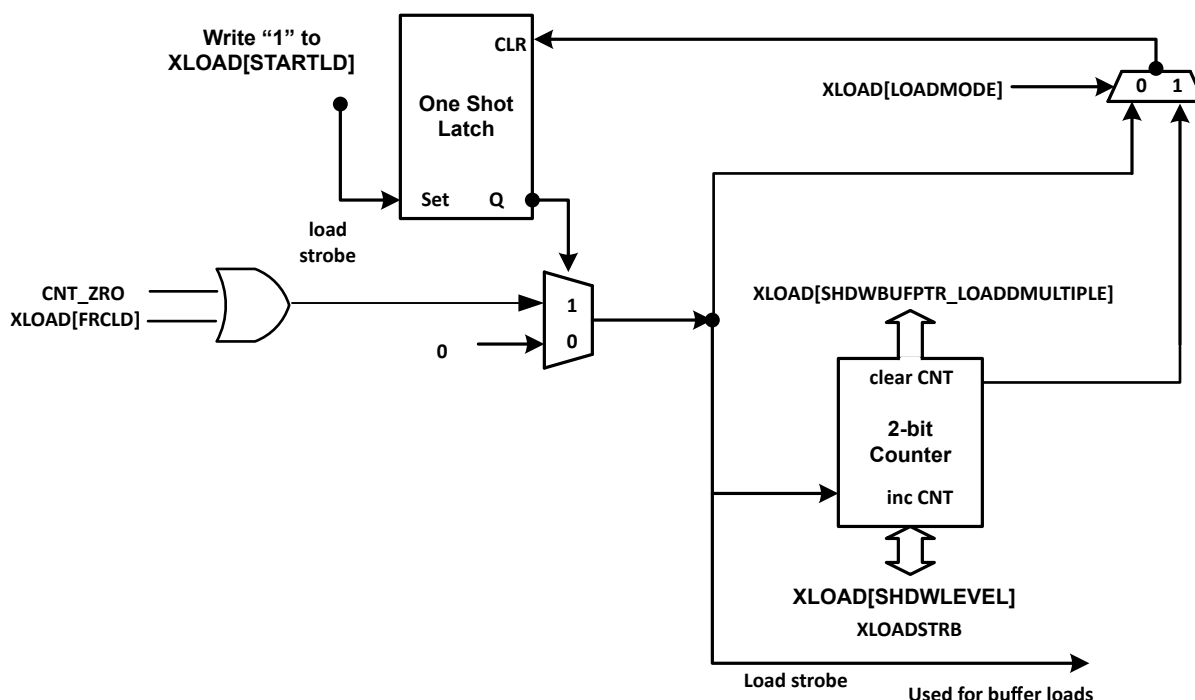 Write “1” to
XLOAD[STARTLD]
CLR
One Shot
Latch
Set Q
XLOAD[LOADMODE]
0 1
load
strobe
CNT_ZRO
XLOAD[FRCLD]
1
0
0
XLOAD[SHDWBUFPTR_LOADDMULTIPLE]
clear CNT
2-bit
Counter
inc CNT
XLOAD[SHDWLEVEL]
XLOADSTRB
Load strobe
Used for buffer loads